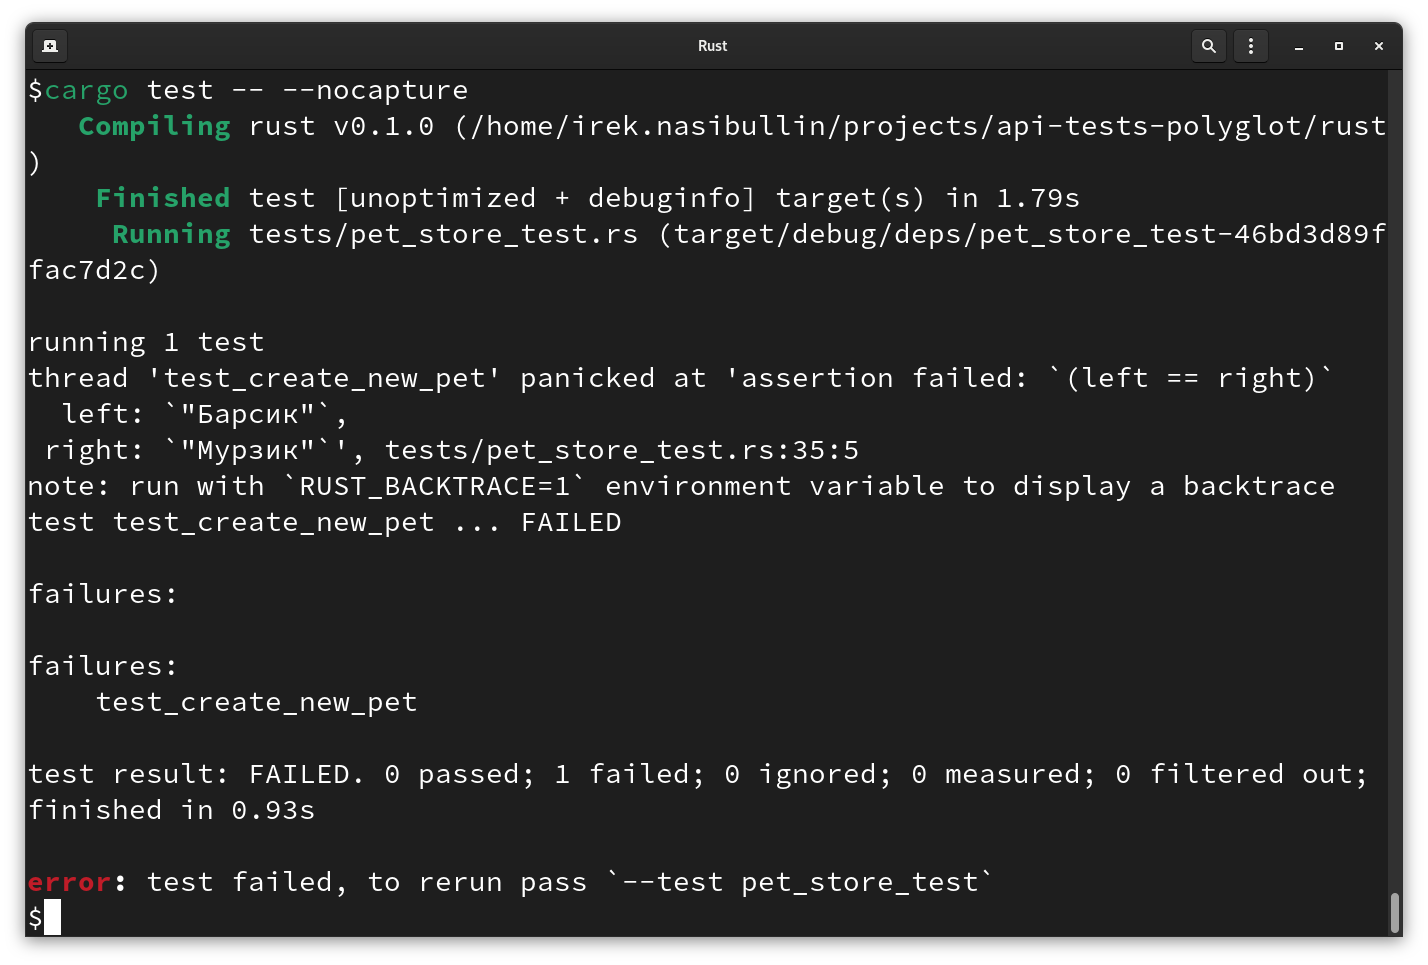 Rust
$cargo test -- --nocapture
   Compiling rust v0.1.0 (/home/irek.nasibullin/projects/api-tests-polyglot/rust
)
    Finished test [unoptimized + debuginfo] target(s) in 1.79s
     Running tests/pet_store_test.rs (target/debug/deps/pet_store_test-46bd3d89f
fac7d2c)

running 1 test
thread 'test_create_new_pet' panicked at 'assertion failed: `(left == right)`
  left: `"Барсик"`,
 right: `"Мурзик"`', tests/pet_store_test.rs:35:5
note: run with `RUST_BACKTRACE=1` environment variable to display a backtrace
test test_create_new_pet ... FAILED

failures:

failures:
    test_create_new_pet

test result: FAILED. 0 passed; 1 failed; 0 ignored; 0 measured; 0 filtered out;
finished in 0.93s

error: test failed, to rerun pass `--test pet_store_test`
$